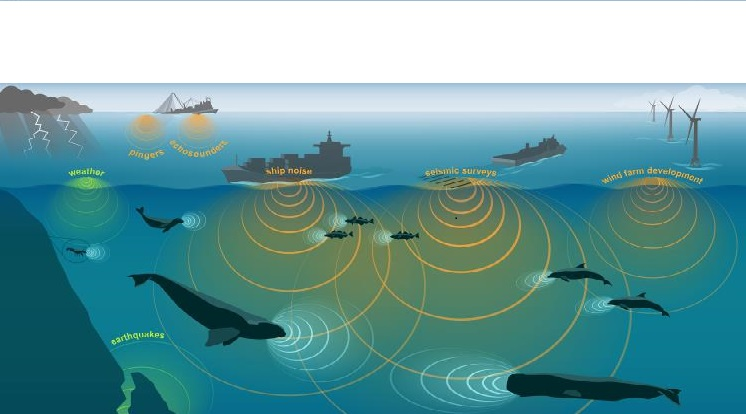 pingers
echosounders
weather
ship noise
seismic surveys
wind farm development
earthquakes